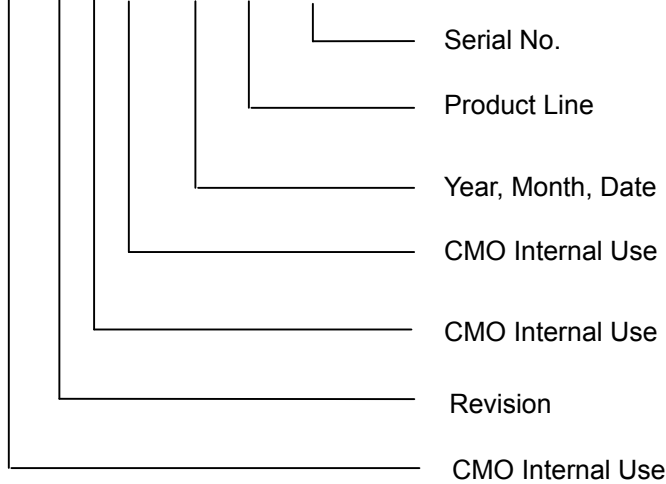 Serial No.
Product Line
Year, Month, Date
CMO Internal Use
CMO Internal Use
Revision
CMO Internal Use